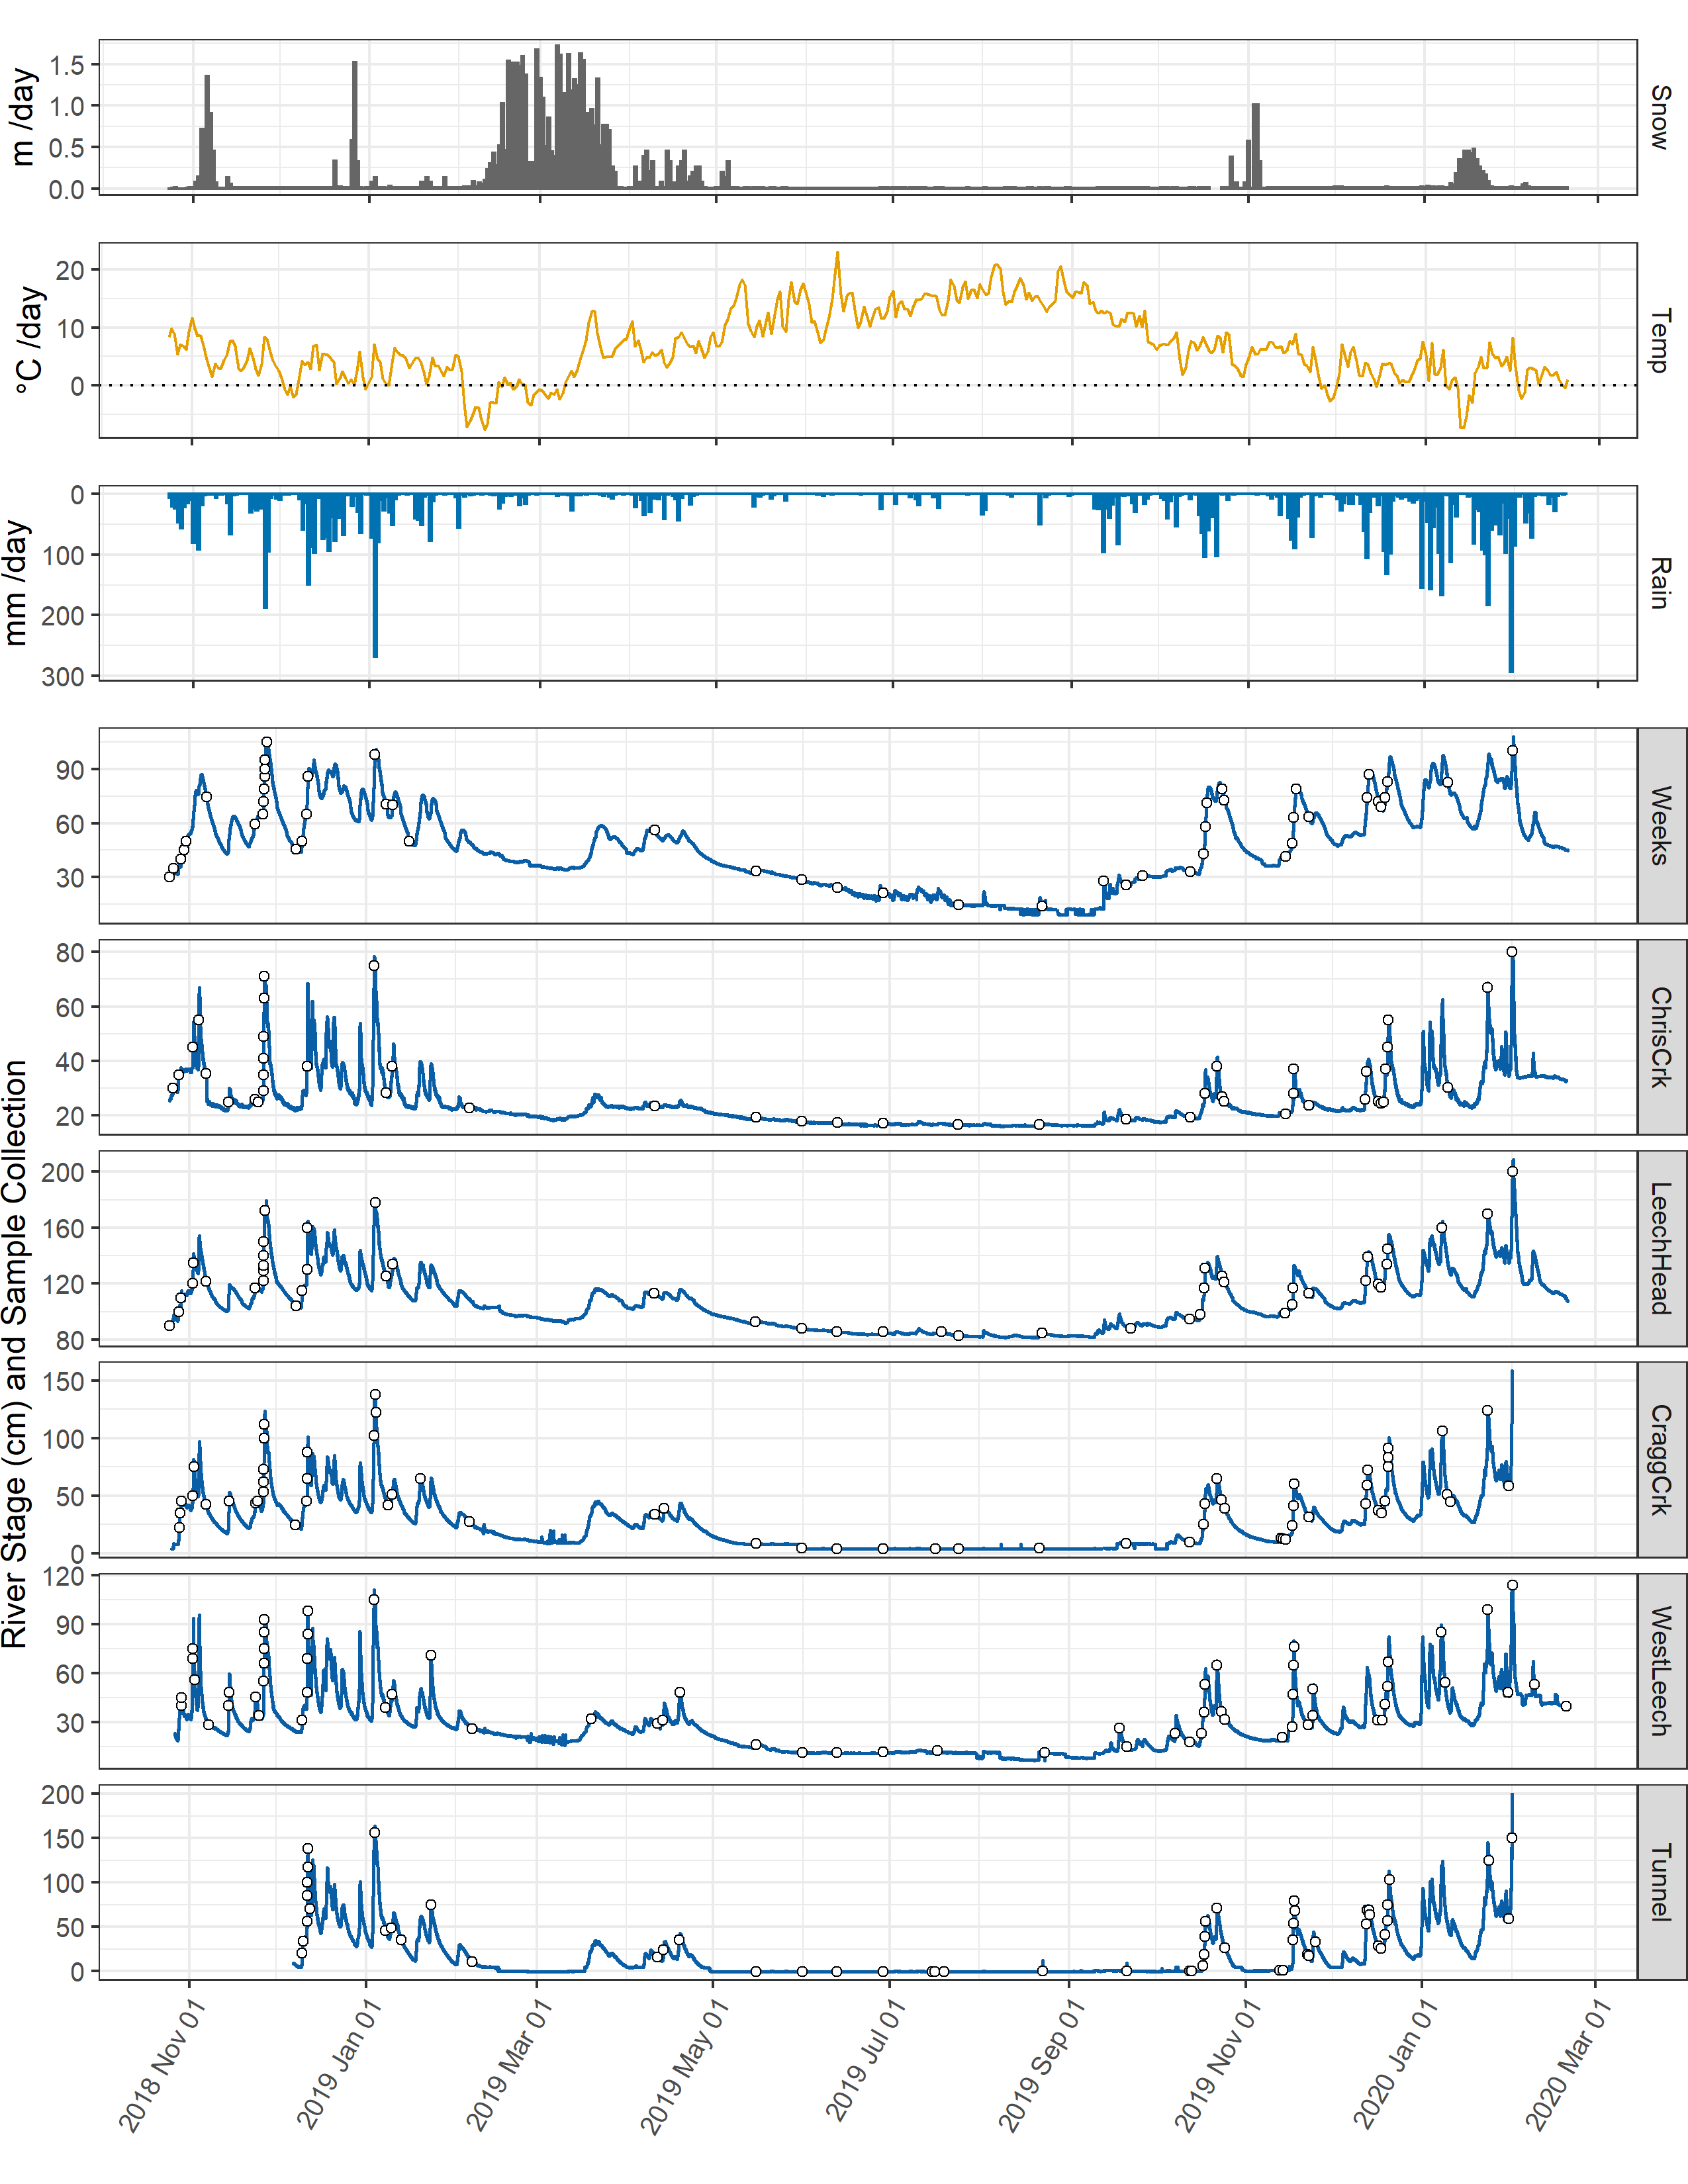 m /day
1.5
1.0
0.5
0.0
Snow
°C /day
20
10
0
Temp
mm /day
0
100
200
300
Rain
River Stage (cm) and Sample Collection
90
60
30
Weeks
80
60
40
20
ChrisCrk
200
160
120
80
LeechHead
150
100
50
0
CraggCrk
120
90
60
30
WestLeech
200
150
100
50
0
Tunnel
2018 Nov 01
2019 Jan 01
2019 Mar 01
2019 May 01
2019 Jul 01
2019 Sep 01
2019 Nov 01
2020 Jan 01
2020 Mar 01